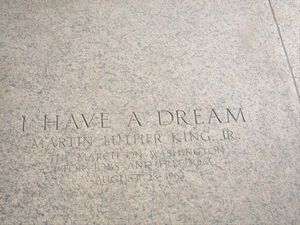 I HAVE A DREAM
MARTIN LUTHER KING, JR.
THE MARCH ON WASHINGTON
FOR JOBS AND FREEDOM
AUGUST 28, 1963